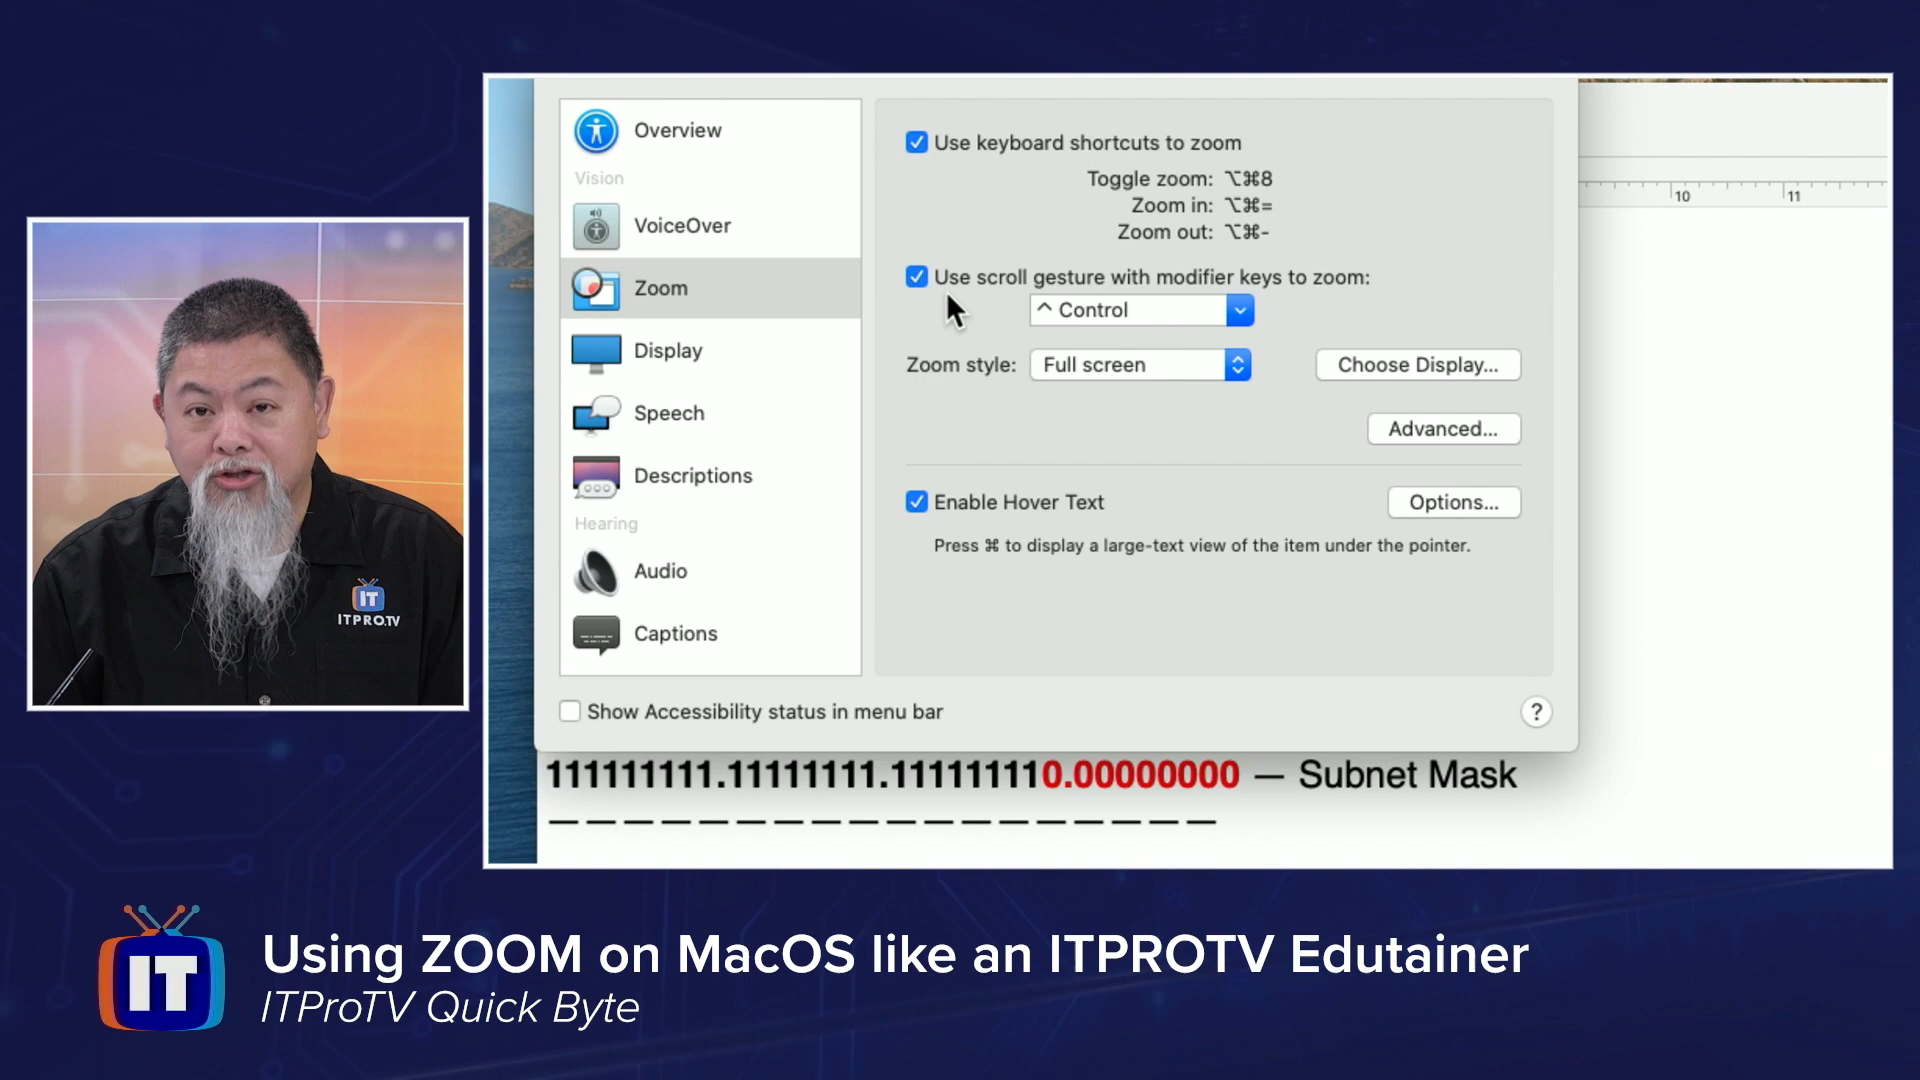 Overview
Vision
VoiceOver
Zoom
Display
Speech
Descriptions
Hearing
Audio
Captions
Use keyboard shortcuts to zoom
Toggle zoom: ⌥⌘8
Zoom in: ⌥⌘=
Zoom out: ⌥⌘-
Use scroll gesture with modifier keys to zoom:
^ Control
Zoom style: Full screen Choose Display...
Advanced...
Enable Hover Text Options...
Press ⌘ to display a large-text view of the item under the pointer.
Show Accessibility status in menu bar ?
10 11
111111111.11111111.111111110.00000000 — Subnet Mask
— — — — — — — — — — — — — — — — — —
IT
ITPRO.TV
IT
Using ZOOM on MacOS like an ITPROTV Edutainer
ITProTV Quick Byte